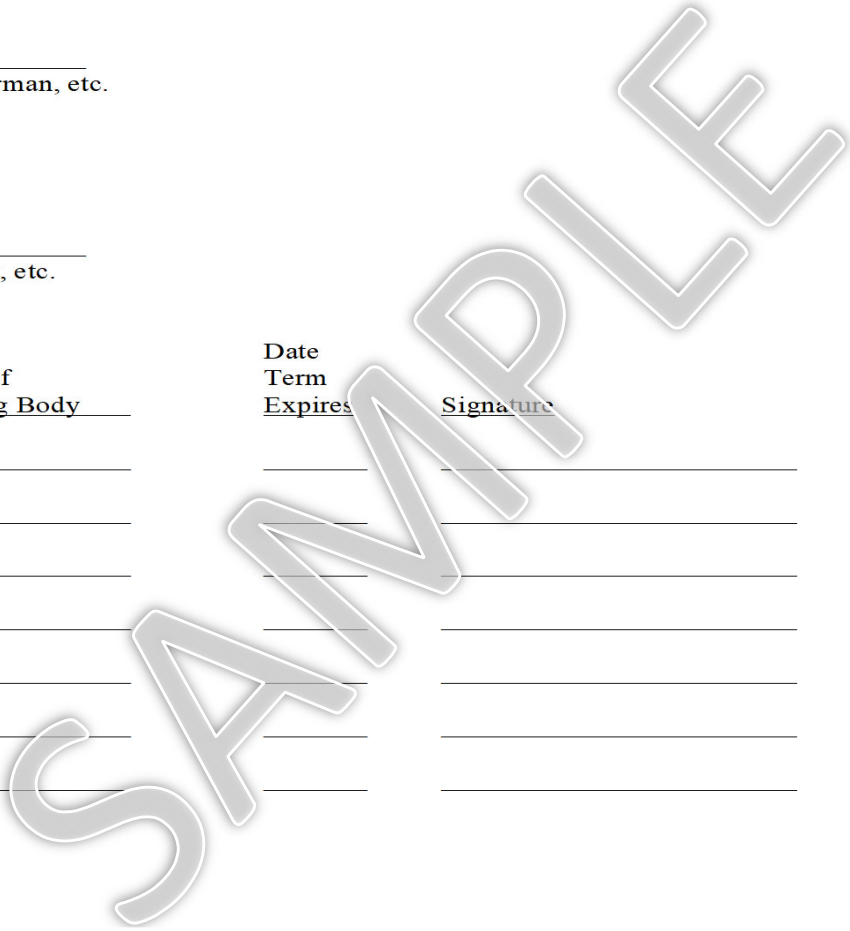 rman, etc.
, etc.
Date
f Term
g Body Expires Signature
SAMPLE